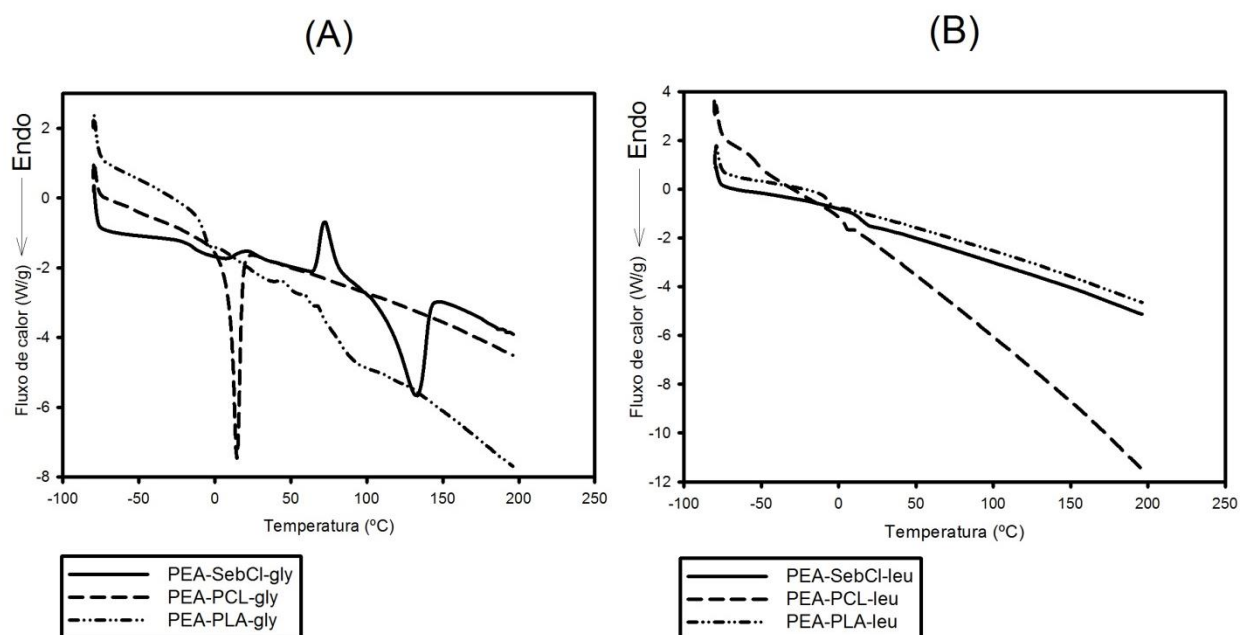 (A)
Fluxo de calor (W/g) Endo
2
0
-2
-4
-6
-8
-100 -50 0 50 100 150 200 250
Temperatura (ºC)
PEA-SebCl-gly
PEA-PCL-gly
PEA-PLA-gly
(B)
Fluxo de calor (W/g) Endo
4
2
0
-2
-4
-6
-8
-10
-12
-100 -50 0 50 100 150 200 250
Temperatura (ºC)
PEA-SebCl-leu
PEA-PCL-leu
PEA-PLA-leu